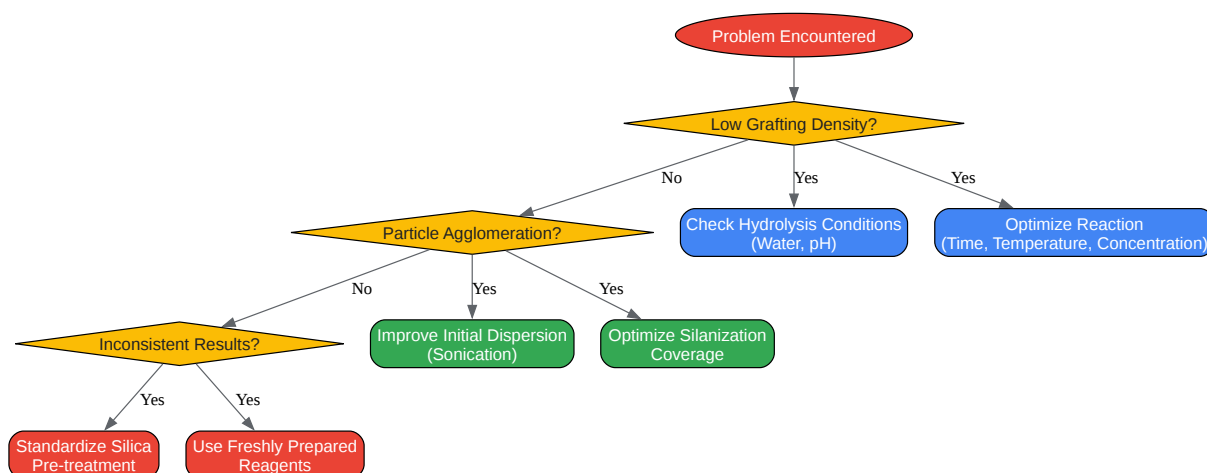 Problem Encountered
Low Grafting Density?
No
Yes
Yes
Particle Agglomeration?
Check Hydrolysis Conditions
(Water, pH)
Optimize Reaction
(Time, Temperature, Concentration)
No
Yes
Yes
Inconsistent Results?
Improve Initial Dispersion
(Sonication)
Optimize Silanization
Coverage
Yes
Yes
Standardize Silica
Pre-treatment
Use Freshly Prepared
Reagents